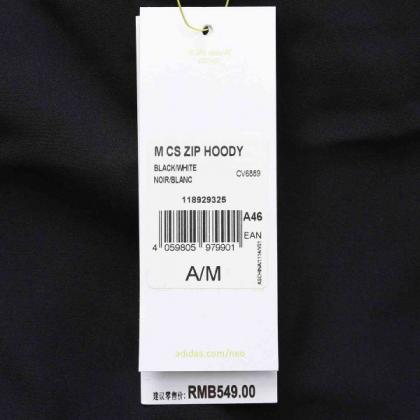 M CS ZIP HOODY
BLACK/WHITE
NOIR/BLANC
CV6889
118929325
A46
EAN
4 059805 979901
A/M
adidas.com/neo
建议零售价: RMB549.00